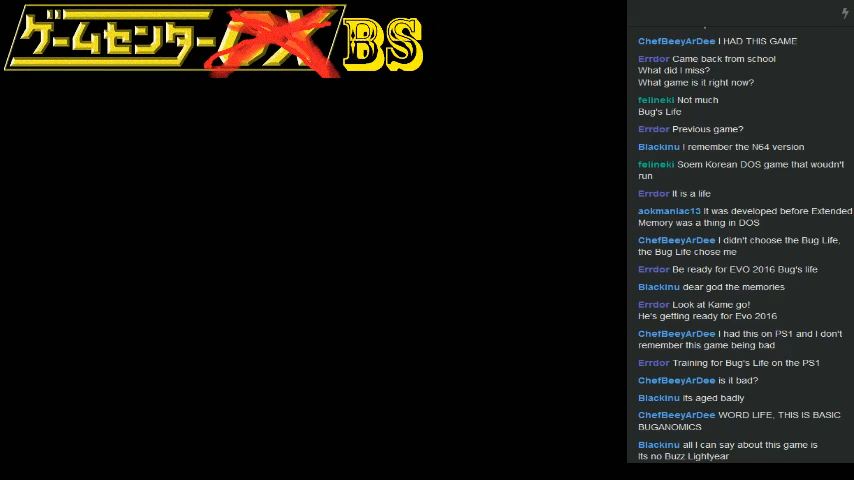 ゲームセンターDX BS
ChefBeeyArDee I HAD THIS GAME
Errdor Came back from school
What did I miss?
What game is it right now?
felineki Not much
Bug's Life
Errdor Previous game?
Blackinu I remember the N64 version
felineki Soem Korean DOS game that woudn't
run
Errdor It is a life
aokmaniac13 It was developed before Extended
Memory was a thing in DOS
ChefBeeyArDee I didn't choose the Bug Life,
the Bug Life chose me
Errdor Be ready for EVO 2016 Bug's life
Blackinu dear god the memories
Errdor Look at Kame go!
He's getting ready for Evo 2016
ChefBeeyArDee I had this on PS1 and I don't
remember this game being bad
Errdor Training for Bug's Life on the PS1
ChefBeeyArDee is it bad?
Blackinu its aged badly
ChefBeeyArDee WORD LIFE, THIS IS BASIC
BUGANOMICS
Blackinu all I can say about this game is
Its no Buzz Lightyear